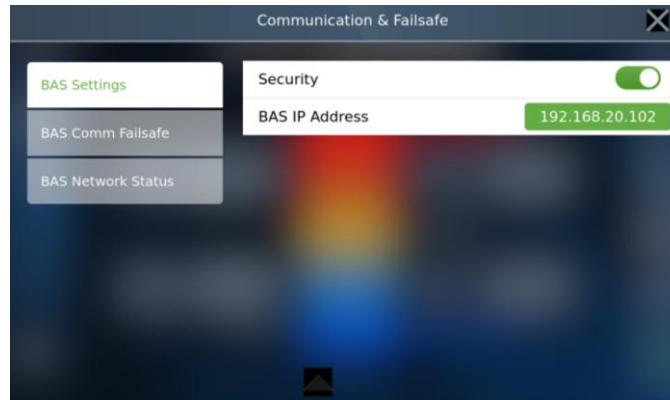 Communication & Failsafe
BAS Settings
BAS Comm Failsafe
BAS Network Status
Security
BAS IP Address
192.168.20.102